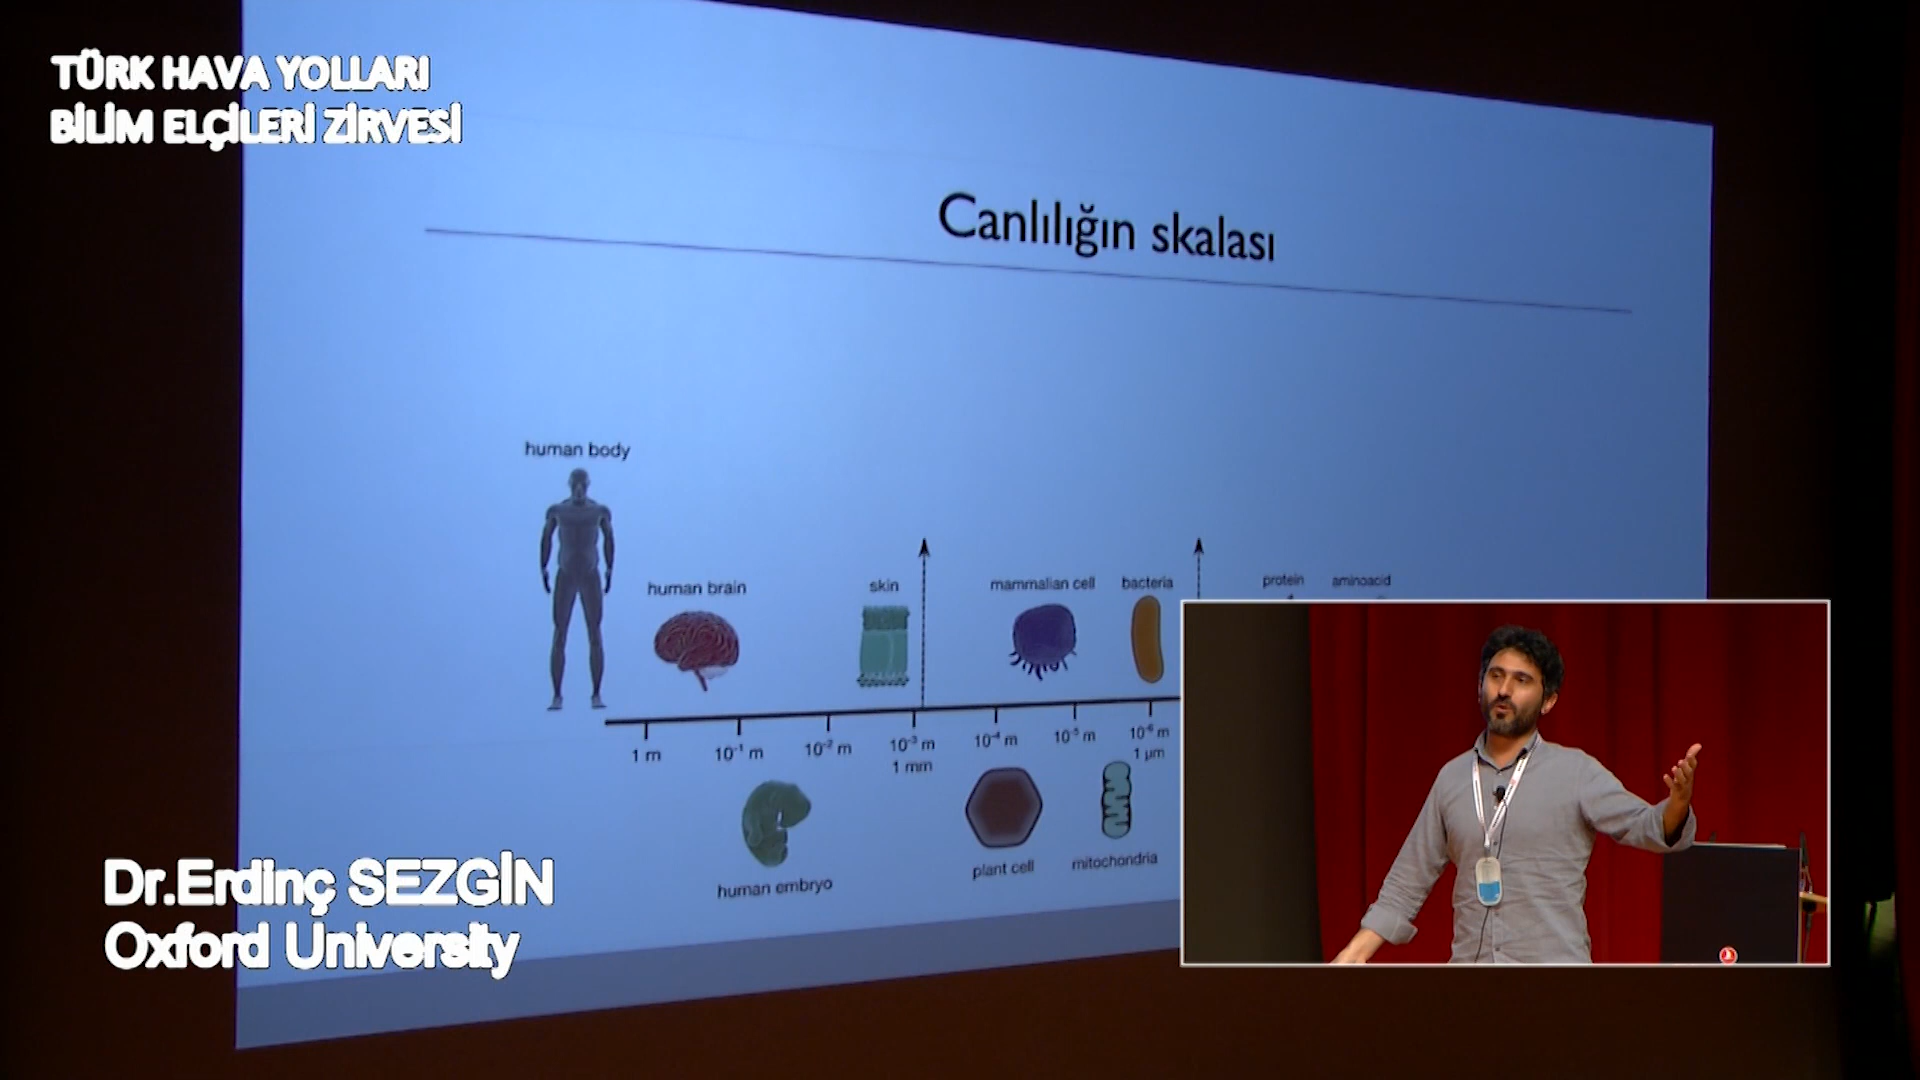 TÜRK HAVA YOLLARI
BİLİM ELÇİLERİ ZİRVESİ
Canlılığın skalası
human body
human brain
skin
mammalian cell
bacteria
protein
aminoacid
1 m
10⁻¹ m
10⁻² m
10⁻³ m
1 mm
10⁻⁴ m
10⁻⁵ m
10⁻⁶ m
1 µm
human embryo
plant cell
mitochondria
Dr.Erdinç SEZGİN
Oxford University